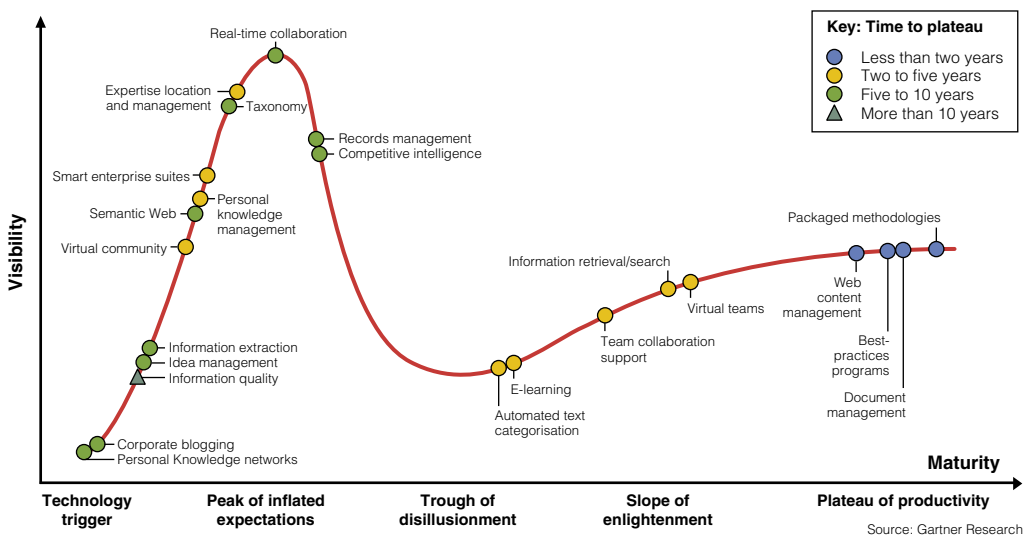 Key: Time to plateau
Less than two years
Two to five years
Five to 10 years
More than 10 years
Visibility
Real-time collaboration
Expertise location
and management
Taxonomy
Records management
Competitive intelligence
Smart enterprise suites
Personal
knowledge
management
Semantic Web
Virtual community
Information extraction
Idea management
Information quality
Corporate blogging
Personal Knowledge networks
Automated text
categorisation
E-learning
Team collaboration
support
Information retrieval/search
Virtual teams
Packaged methodologies
Web
content
management
Best-
practices
programs
Document
management
Maturity
Technology
trigger
Peak of inflated
expectations
Trough of
disillusionment
Slope of
enlightenment
Plateau of productivity
Source: Gartner Research